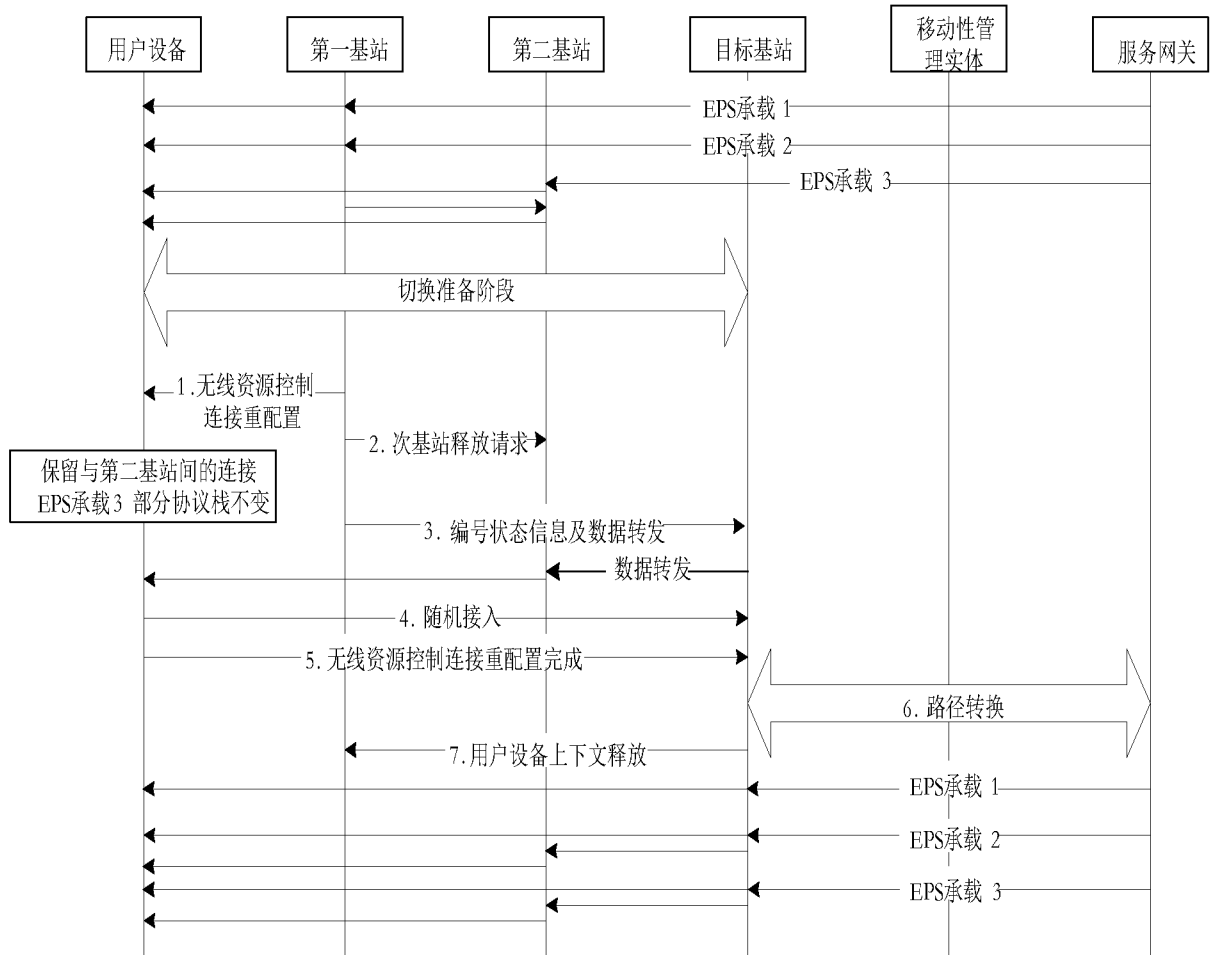 用户设备
第一基站
第二基站
目标基站
移动性管
理实体
服务网关
EPS承载 1
EPS承载 2
EPS承载 3
切换准备阶段
1.无线资源控制
连接重配置
2. 次基站释放请求
保留与第二基站间的连接
EPS承载3 部分协议栈不变
3. 编号状态信息及数据转发
数据转发
4. 随机接入
5. 无线资源控制连接重配置完成
6. 路径转换
7.用户设备上下文释放
EPS承载 1
EPS承载 2
EPS承载 3